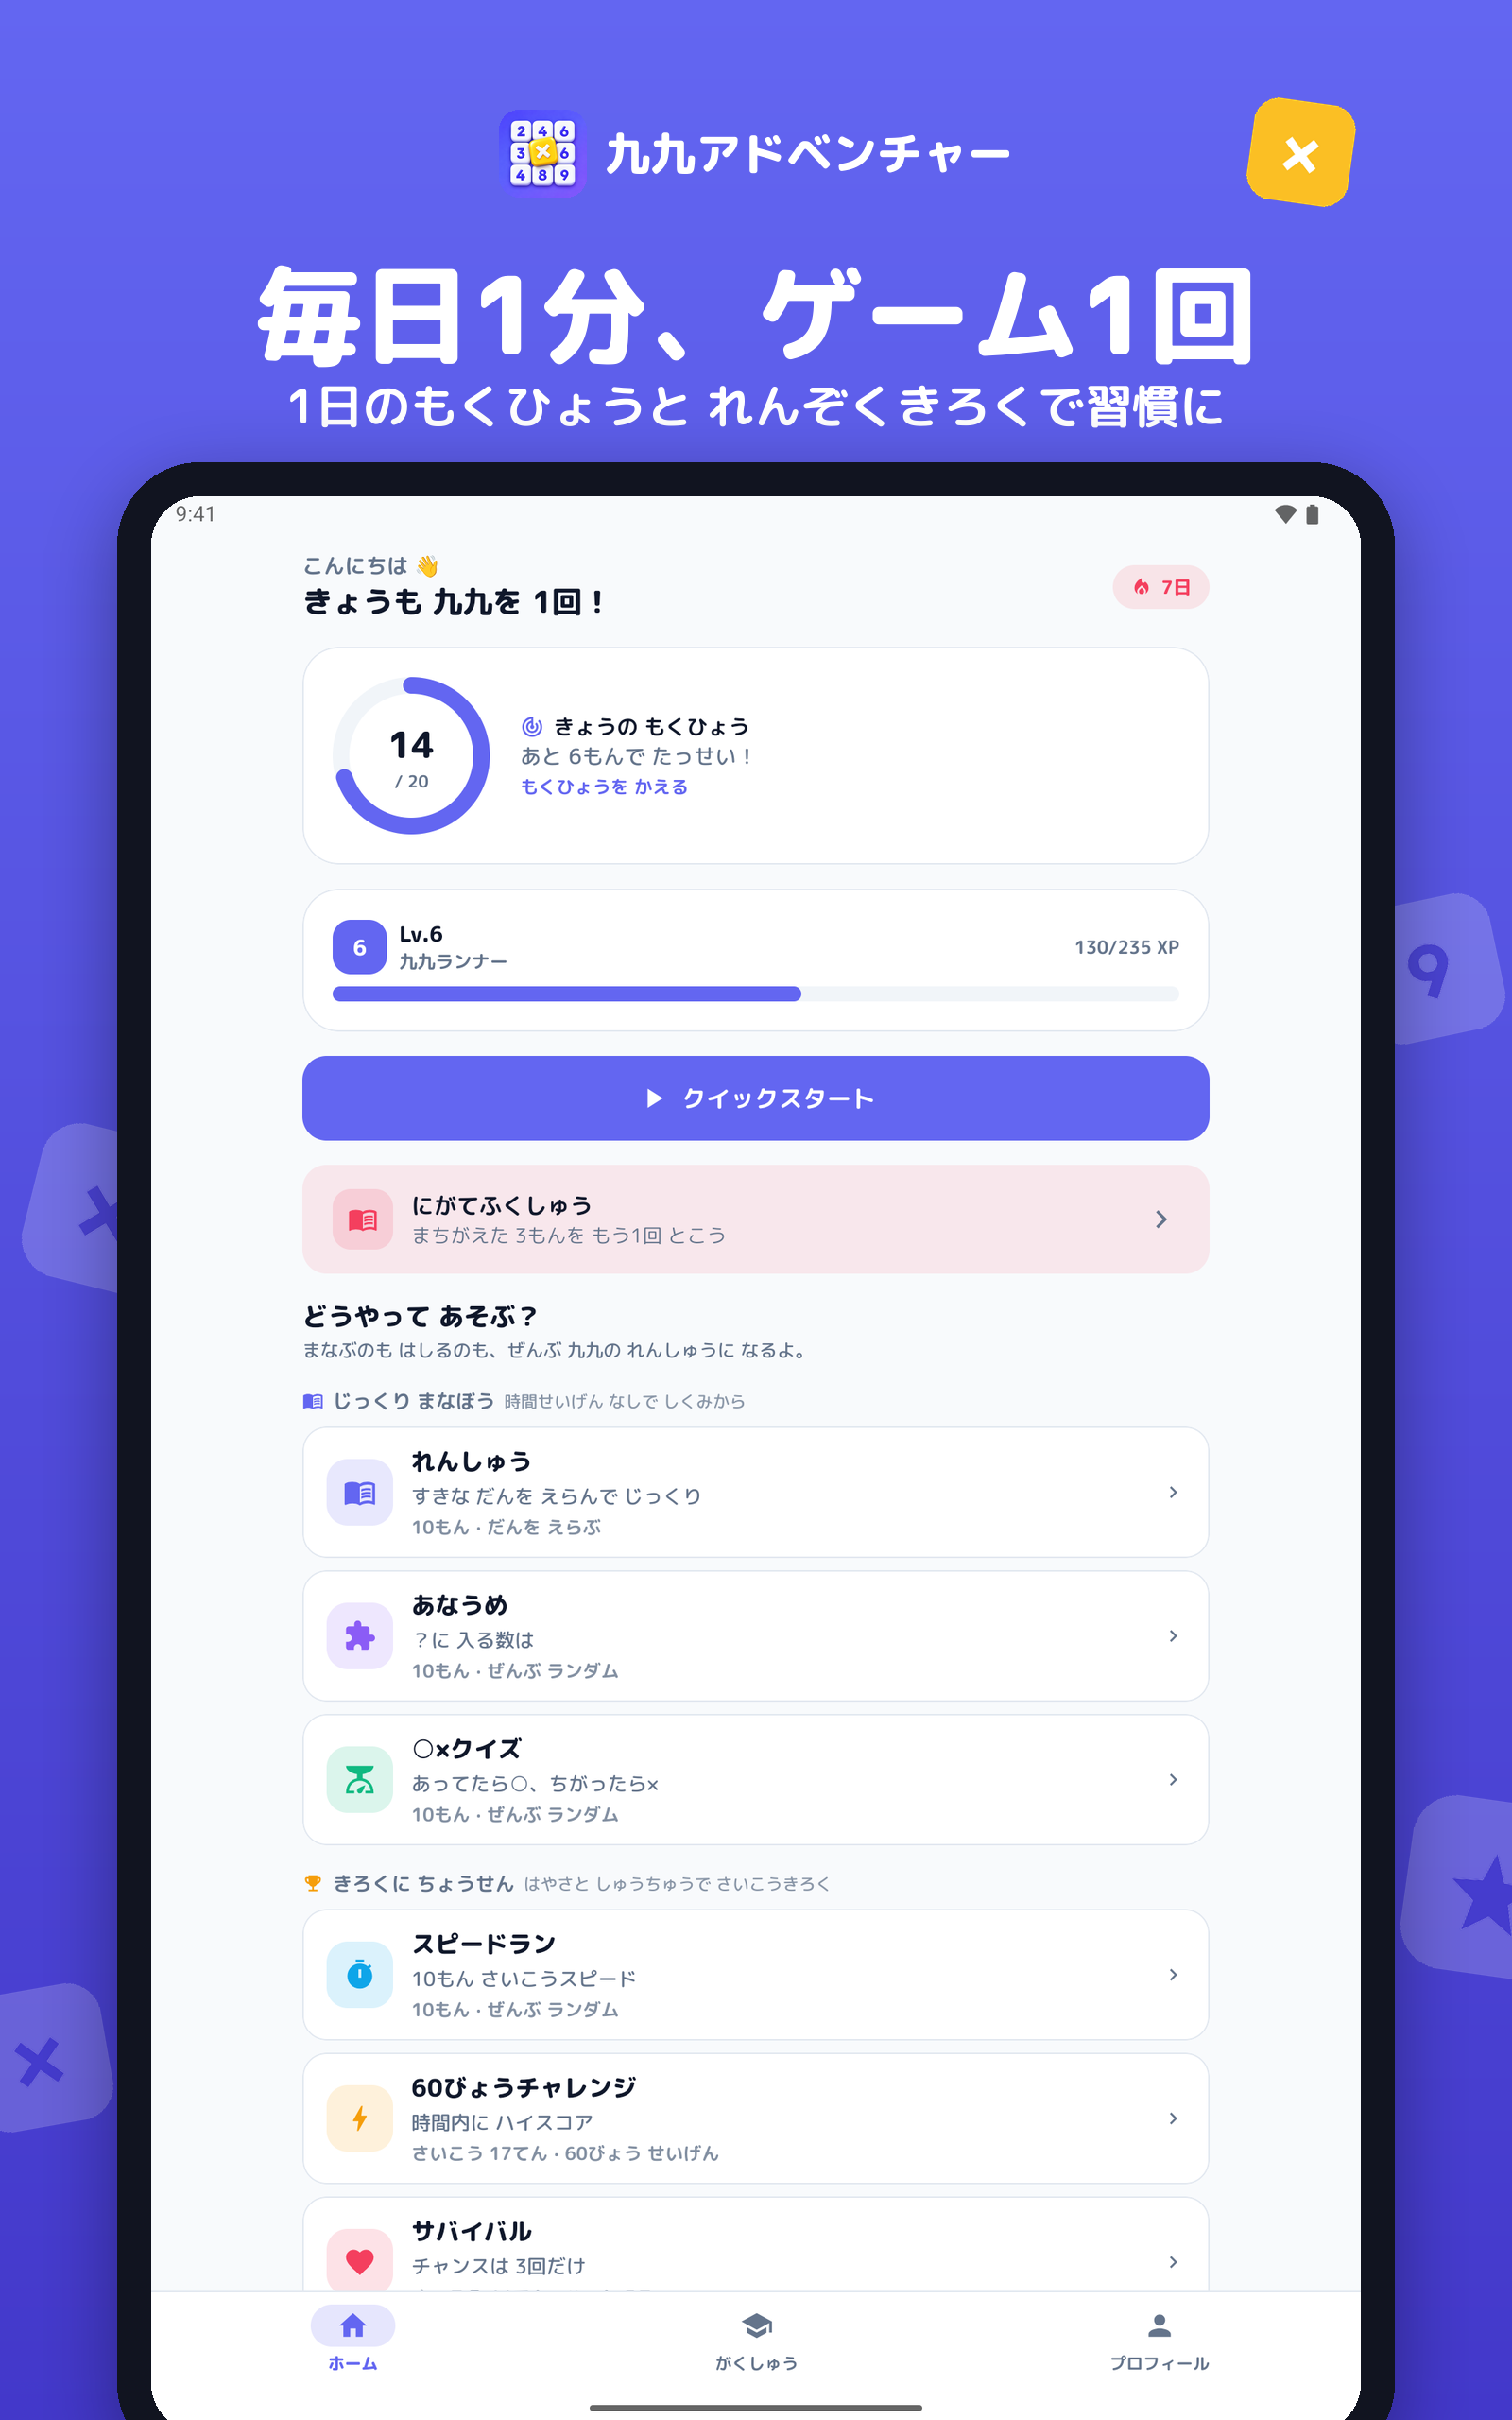 2 4 6
3 × 6
4 8 9
九九アドベンチャー
×
毎日1分、ゲーム1回
1日のもくひょうと れんぞくきろくで習慣に
9:41
こんにちは 👋
きょうも 九九を 1回！
7日
14
/ 20
きょうの もくひょう
あと 6もんで たっせい！
もくひょうを かえる
6
Lv.6
九九ランナー
130/235 XP
9
クイックスタート
×
にがてふくしゅう
まちがえた 3もんを もう1回 とこう
どうやって あそぶ？
まなぶのも はしるのも、ぜんぶ 九九の れんしゅうに なるよ。
じっくり まなぼう 時間せいげん なしで しくみから
れんしゅう
すきな だんを えらんで じっくり
10もん · だんを えらぶ
あなうめ
？に 入る数は
10もん · ぜんぶ ランダム
○×クイズ
あってたら○、ちがったら×
10もん · ぜんぶ ランダム
きろくに ちょうせん はやさと しゅうちゅうで さいこうきろく
スピードラン
10もん さいこうスピード
10もん · ぜんぶ ランダム
×
60びょうチャレンジ
時間内に ハイスコア
さいこう 17てん · 60びょう せいげん
サバイバル
チャンスは 3回だけ
ホーム
がくしゅう
プロフィール